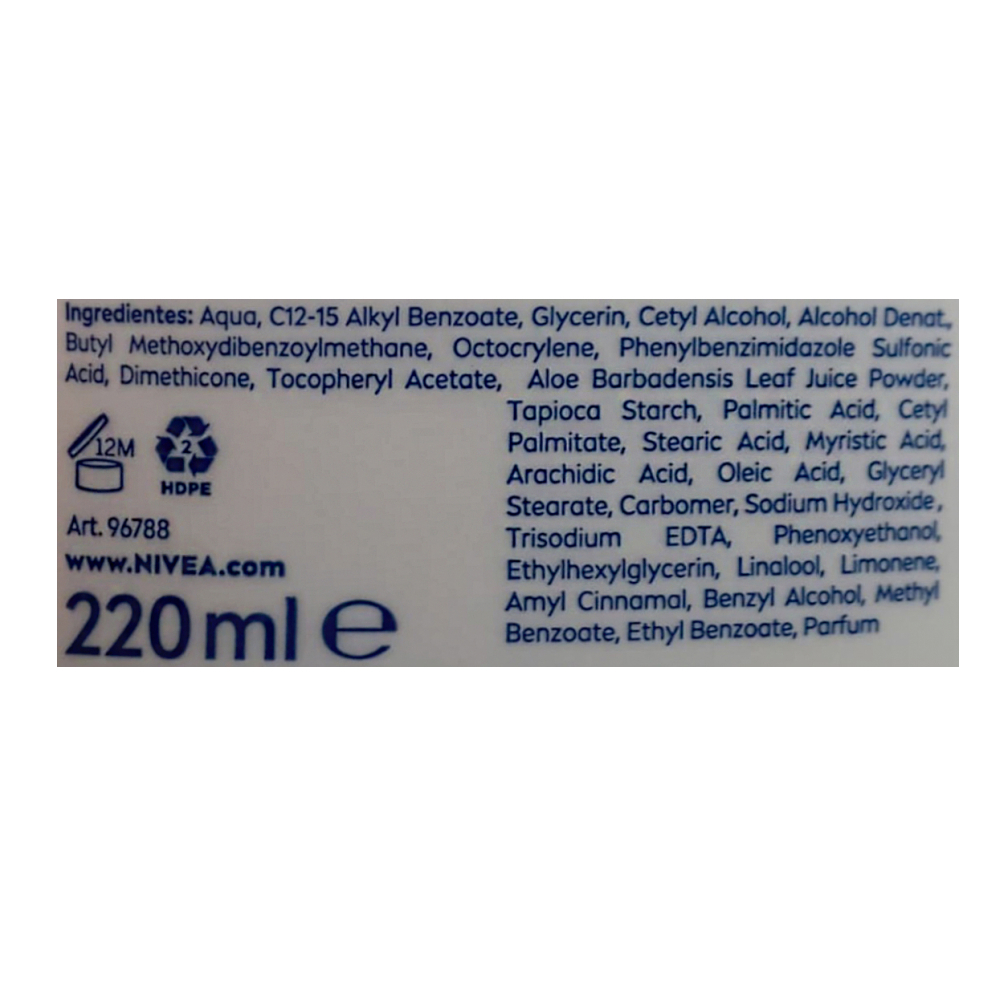 Ingredientes: Aqua, C12-15 Alkyl Benzoate, Glycerin, Cetyl Alcohol, Alcohol Denat.,
Butyl Methoxydibenzoylmethane, Octocrylene, Phenylbenzimidazole Sulfonic
Acid, Dimethicone, Tocopheryl Acetate, Aloe Barbadensis Leaf Juice Powder,
Tapioca Starch, Palmitic Acid, Cetyl
Palmitate, Stearic Acid, Myristic Acid,
Arachidic Acid, Oleic Acid, Glyceryl
Stearate, Carbomer, Sodium Hydroxide,
Trisodium EDTA, Phenoxyethanol,
Ethylhexylglycerin, Linalool, Limonene,
Amyl Cinnamal, Benzyl Alcohol, Methyl
Benzoate, Ethyl Benzoate, Parfum
12M
2
HDPE
Art. 96788
www.NIVEA.com
220 ml e